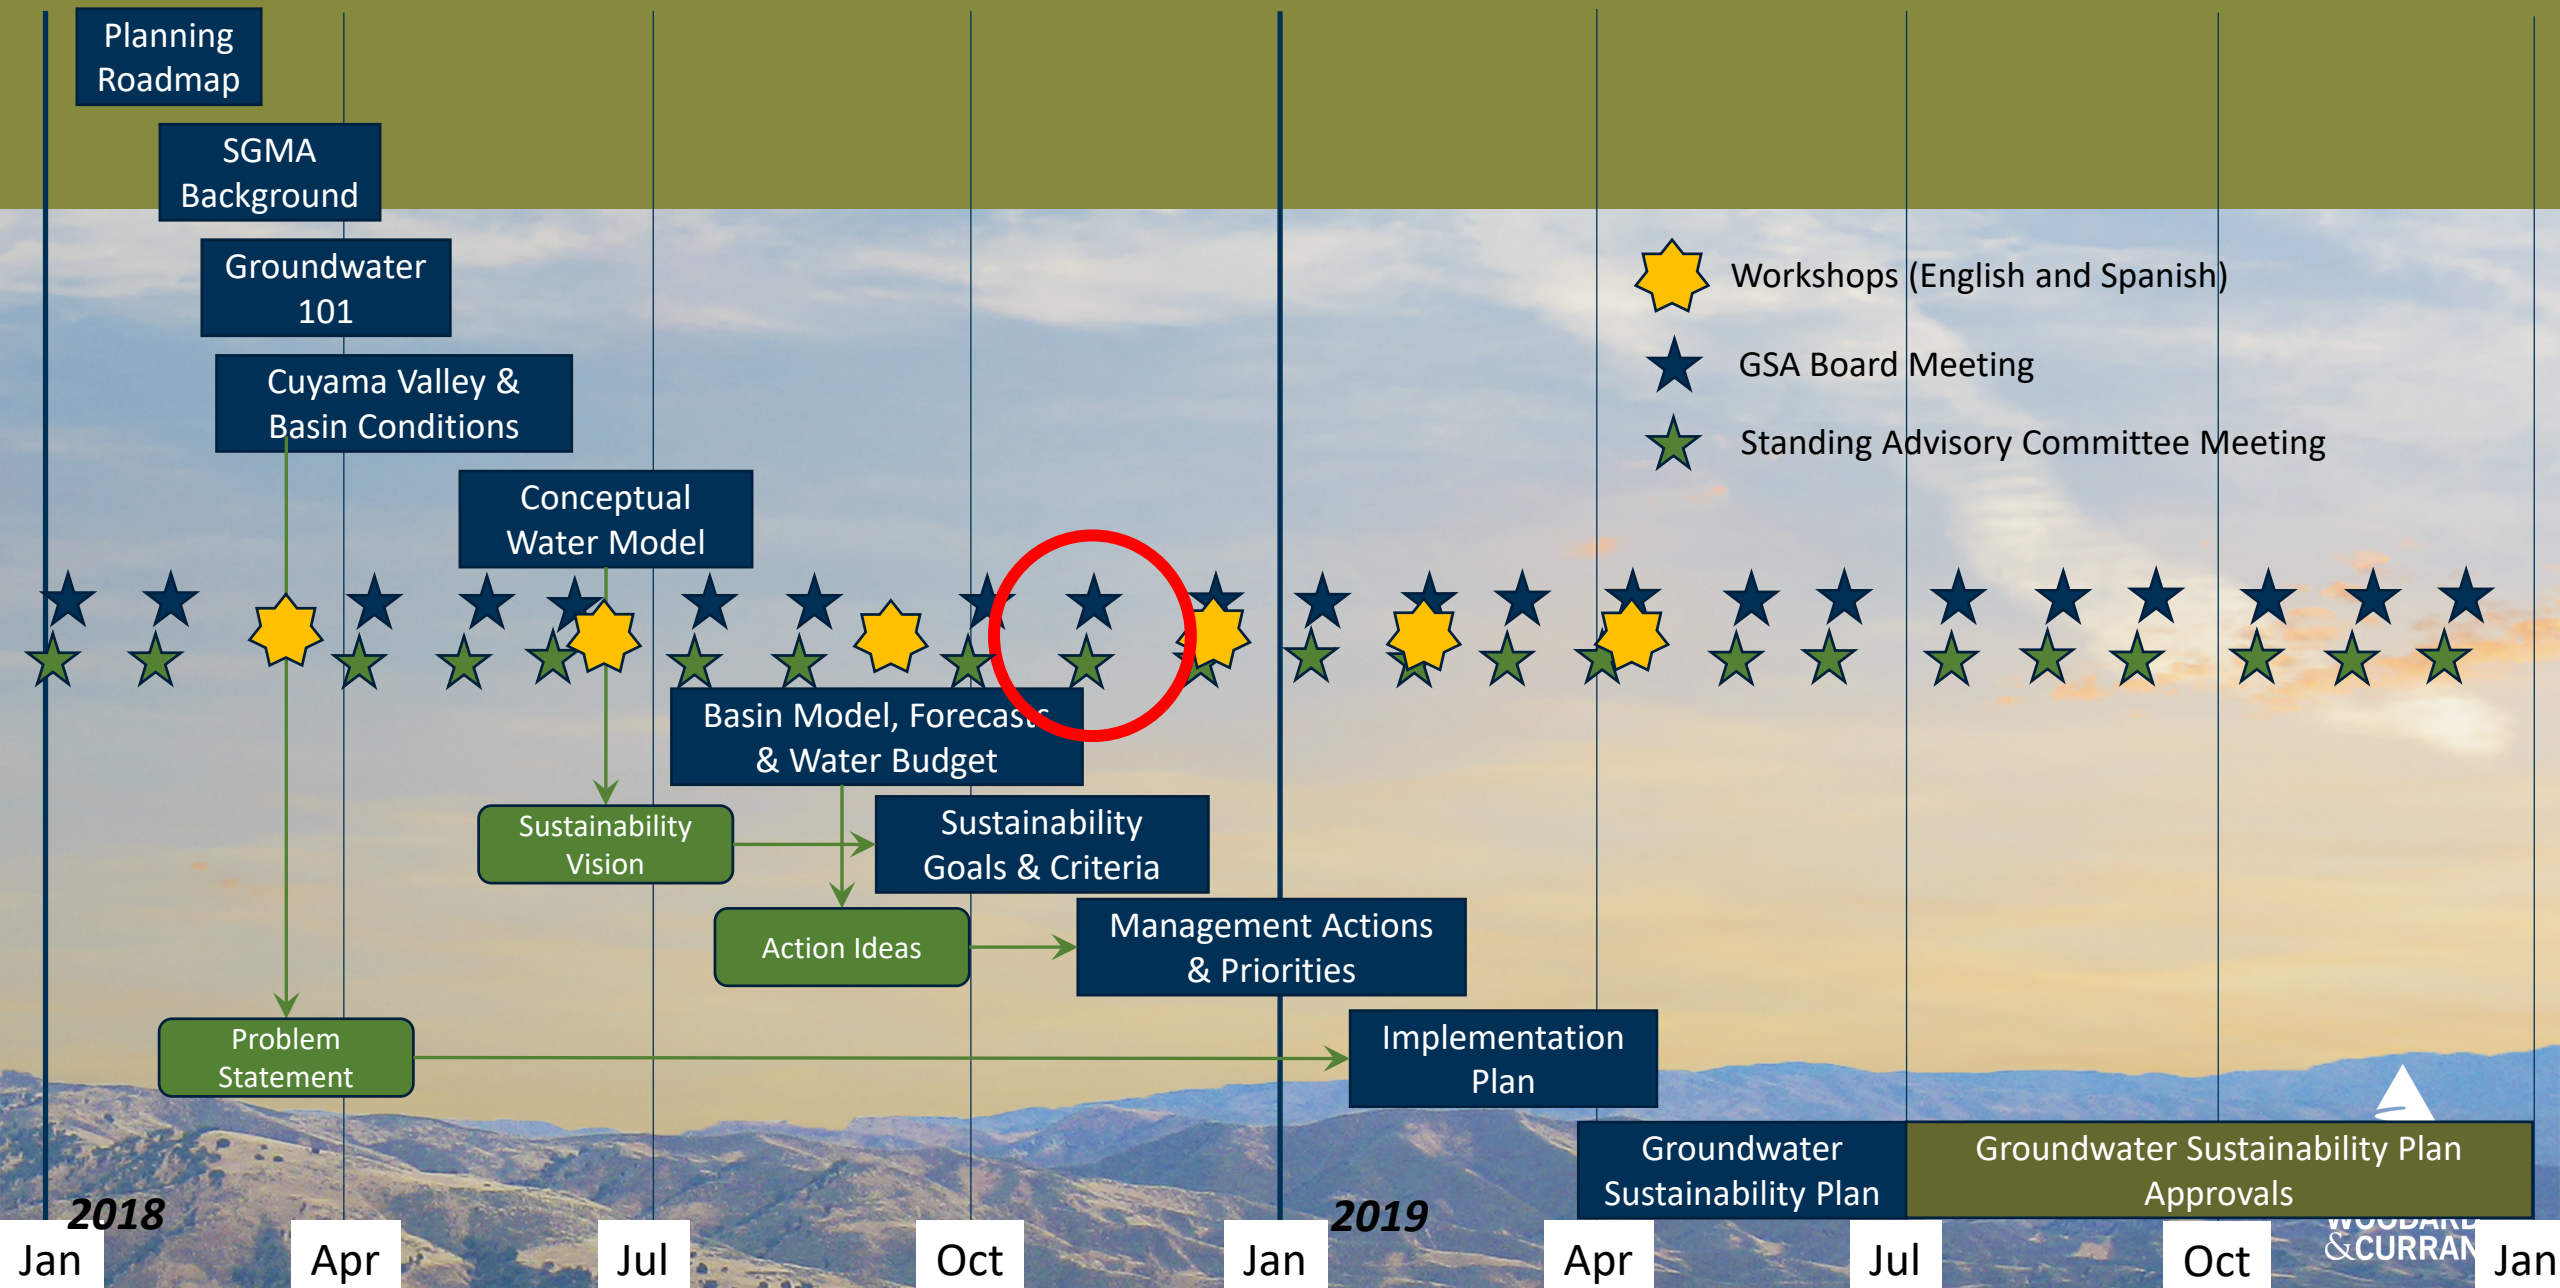 Planning
Roadmap
SGMA
Background
Groundwater
101
Cuyama Valley &
Basin Conditions
Conceptual
Water Model
Workshops (English and Spanish)
GSA Board Meeting
Standing Advisory Committee Meeting
Basin Model, Forecasts
& Water Budget
Sustainability
Vision
Sustainability
Goals & Criteria
Action Ideas
Management Actions
& Priorities
Problem
Statement
Implementation
Plan
Groundwater
Sustainability Plan
Groundwater Sustainability Plan
Approvals
2018
2019
WOODARD
&CURRAN
Jan
Apr
Jul
Oct
Jan
Apr
Jul
Oct
Jan